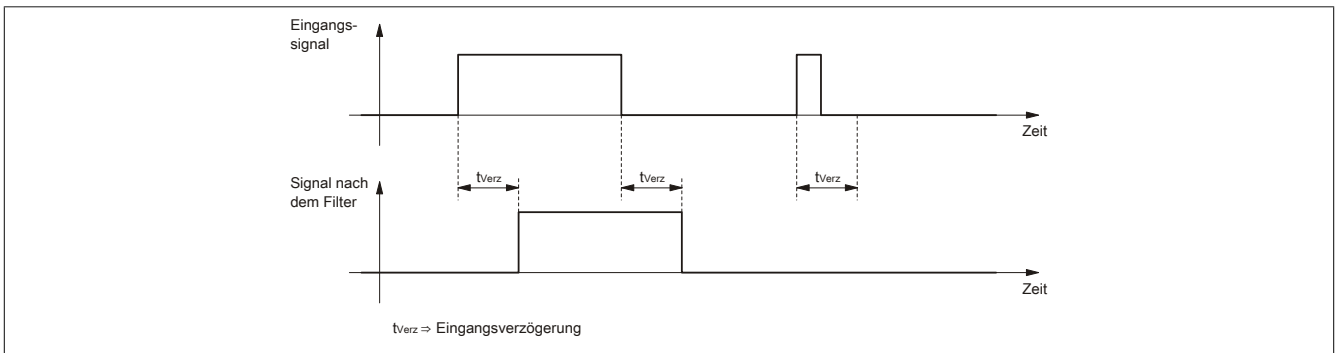 Eingangs-
signal
Zeit
tVerz
tVerz
tVerz
Signal nach
dem Filter
Zeit
tVerz ⇒ Eingangsverzögerung